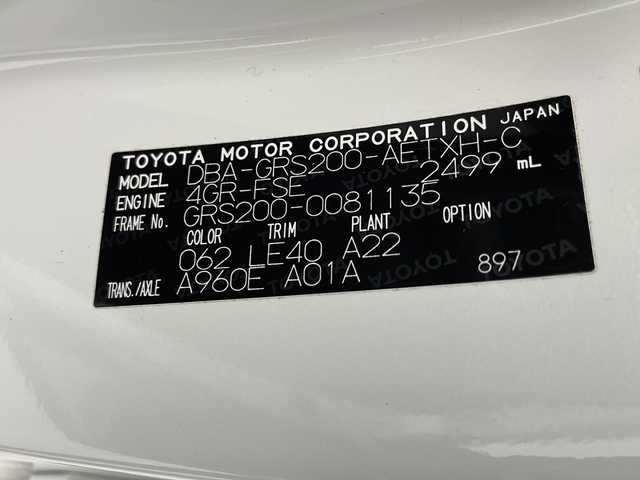 TOYOTA MOTOR CORPORATION JAPAN
MODEL DBA-GRS200-AETXH-C
ENGINE 4GR-FSE 2499 mL
FRAME No. GRS200-0081135
COLOR TRIM PLANT OPTION
062 LE40 A22
TRANS./AXLE A960E A01A 897